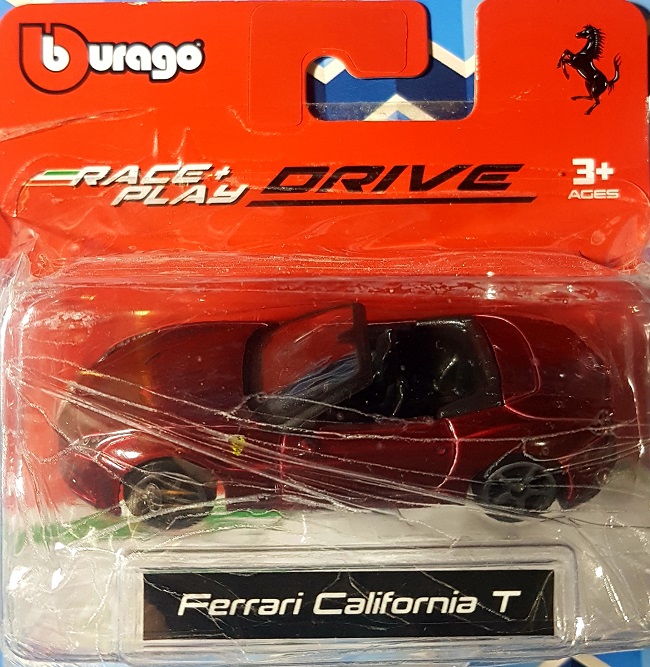 burago
RACE+
PLAY
DRIVE
3+
AGES
Ferrari California T